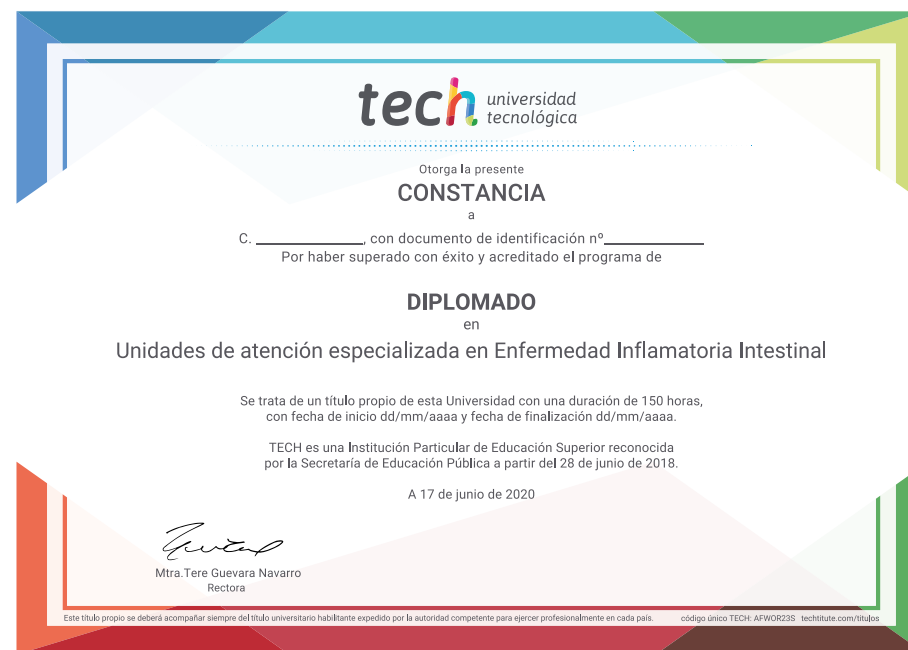 tech universidad
tecnológica
Otorga la presente
CONSTANCIA
a
C. ______________, con documento de identificación nº_____________
Por haber superado con éxito y acreditado el programa de
DIPLOMADO
en
Unidades de atención especializada en Enfermedad Inflamatoria Intestinal
Se trata de un título propio de esta Universidad con una duración de 150 horas,
con fecha de inicio dd/mm/aaaa y fecha de finalización dd/mm/aaaa.
TECH es una Institución Particular de Educación Superior reconocida
por la Secretaría de Educación Pública a partir del 28 de junio de 2018.
A 17 de junio de 2020
Mtra.Tere Guevara Navarro
Rectora
Este título propio se deberá acompañar siempre del título universitario habilitante expedido por la autoridad competente para ejercer profesionalmente en cada país. código único TECH: AFWOR23S techtitute.com/titulos